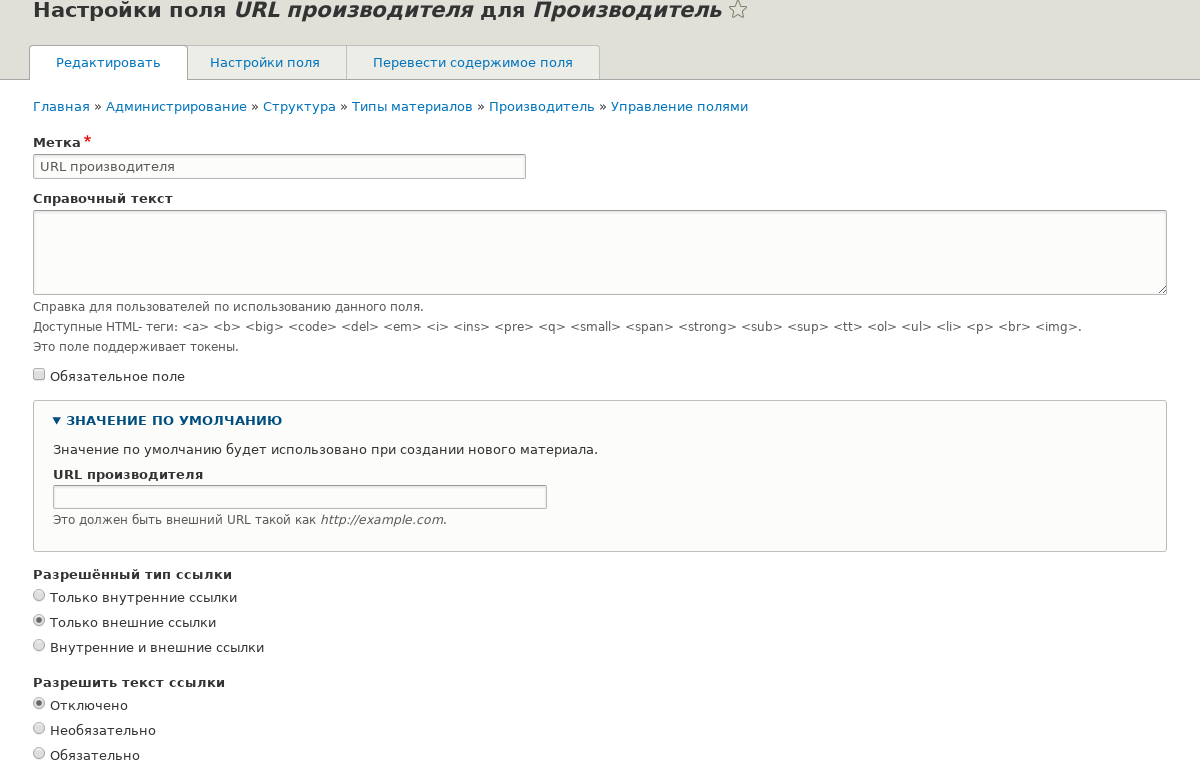 Настройки поля URL производителя для Производитель
Редактировать
Настройки поля
Перевести содержимое поля
Главная » Администрирование » Структура » Типы материалов » Производитель » Управление полями
Метка*
URL производителя
Справочный текст
Справка для пользователей по использованию данного поля.
Доступные HTML- теги: <a> <b> <big> <code> <del> <em> <i> <ins> <pre> <q> <small> <span> <strong> <sub> <sup> <tt> <ol> <ul> <li> <p> <br> <img>.
Это поле поддерживает токены.
Обязательное поле
ЗНАЧЕНИЕ ПО УМОЛЧАНИЮ
Значение по умолчанию будет использовано при создании нового материала.
URL производителя
Это должен быть внешний URL такой как http://example.com.
Разрешённый тип ссылки
Только внутренние ссылки
Только внешние ссылки
Внутренние и внешние ссылки
Разрешить текст ссылки
Отключено
Необязательно
Обязательно